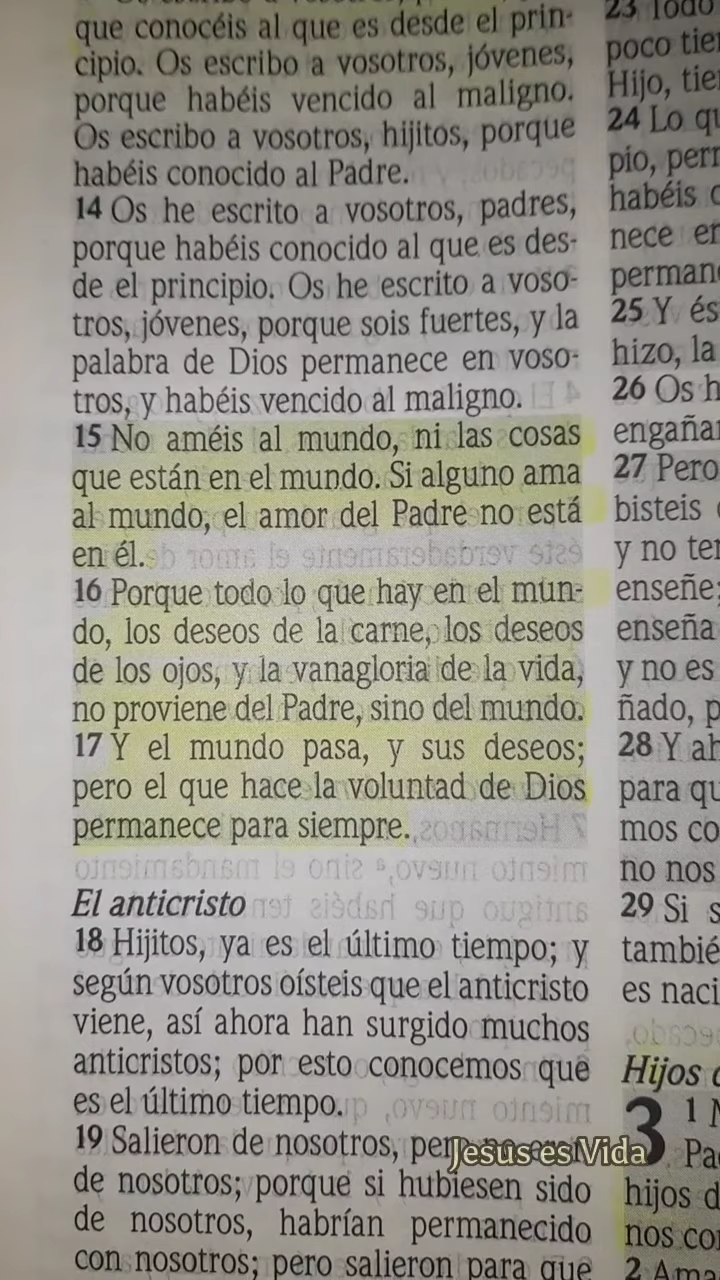 que conocéis al que es desde el prin-
cipio. Os escribo a vosotros, jóvenes,
porque habéis vencido al maligno.
Os escribo a vosotros, hijitos, porque
habéis conocido al Padre.
14 Os he escrito a vosotros, padres,
porque habéis conocido al que es des-
de el principio. Os he escrito a voso-
tros, jóvenes, porque sois fuertes, y la
palabra de Dios permanece en voso-
tros, y habéis vencido al maligno.
15 No améis al mundo, ni las cosas
que están en el mundo. Si alguno ama
al mundo, el amor del Padre no está
en él.
16 Porque todo lo que hay en el mun-
do, los deseos de la carne, los deseos
de los ojos, y la vanagloria de la vida,
no proviene del Padre, sino del mundo.
17 Y el mundo pasa, y sus deseos;
pero el que hace la voluntad de Dios
permanece para siempre.
El anticristo
18 Hijitos, ya es el último tiempo; y
según vosotros oísteis que el anticristo
viene, así ahora han surgido muchos
anticristos; por esto conocemos que
es el último tiempo.
19 Salieron de nosotros,
de nosotros; porque si hubiesen sido
de nosotros, habrían permanecido
con nosotros; pero salieron para que
23 Todo
poco
Hijo,
24 Lo
pio,
habéis
nece
25 Y
hizo, la
26 Os
27 Pero
bisteis
y no
enseñe;
enseña
y no es
ñado,
28 Y
para
mos
no nos
29 Si
es
Hijos
3 1
hijos
nos
2
Jesus es Vida